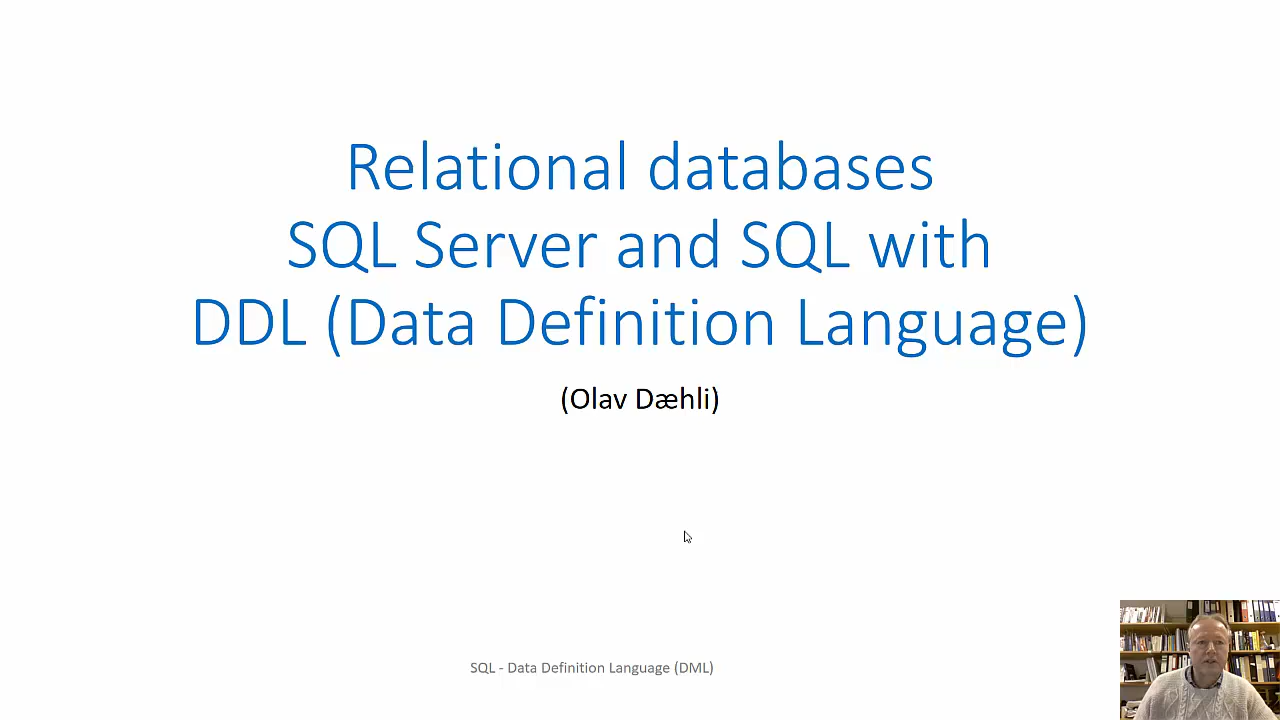 Relational databases
SQL Server and SQL with
DDL (Data Definition Language)
(Olav Dæhli)
SQL - Data Definition Language (DML)